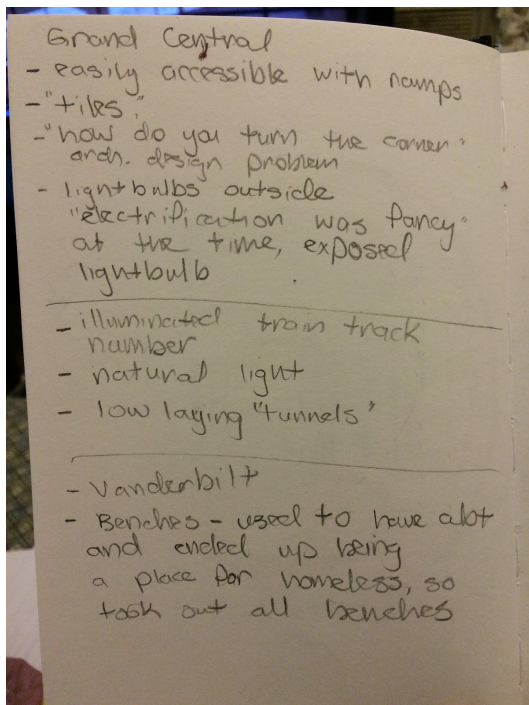 Grand Central
- easily accessible with ramps
- "tiles"
- "how do you turn the corner"
arch. design problem
- lightbulbs outside
"electrification was fancy"
at the time, exposed
lightbulb
- illuminated train track
number
- natural light
- low laying "tunnels"
- Vanderbilt
- Benches - used to have alot
and ended up being
a place for homeless, so
took out all benches